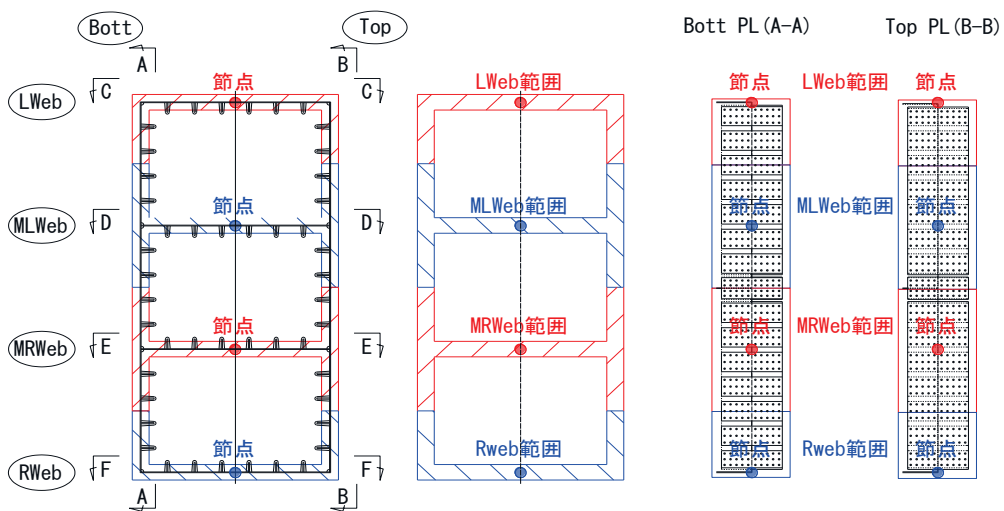 Bott
Top
Bott PL(A-A)
Top PL(B-B)
A
B
LWeb
C
節点
C
LWeb範囲
節点
LWeb範囲
節点
MLWeb
D
節点
D
MLWeb範囲
節点
MLWeb範囲
節点
MRWeb
E
節点
E
MRWeb範囲
節点
MRWeb範囲
節点
RWeb
F
節点
F
Rweb範囲
節点
Rweb範囲
節点
A
B